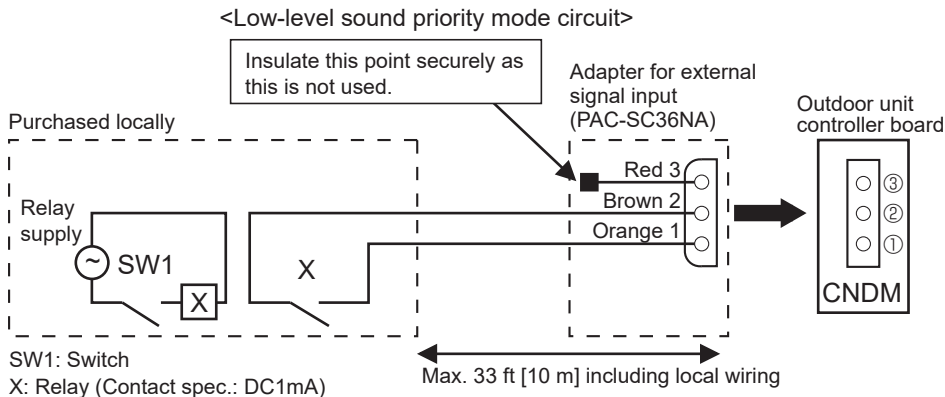 <Low-level sound priority mode circuit>
Insulate this point securely as
this is not used.
Adapter for external
signal input
(PAC-SC36NA)
Outdoor unit
controller board
Purchased locally
Red 3
Brown 2
Orange 1
③
②
①
CNDM
Relay
supply
~
SW1
X
X
SW1: Switch
X: Relay (Contact spec.: DC1mA)
Max. 33 ft [10 m] including local wiring